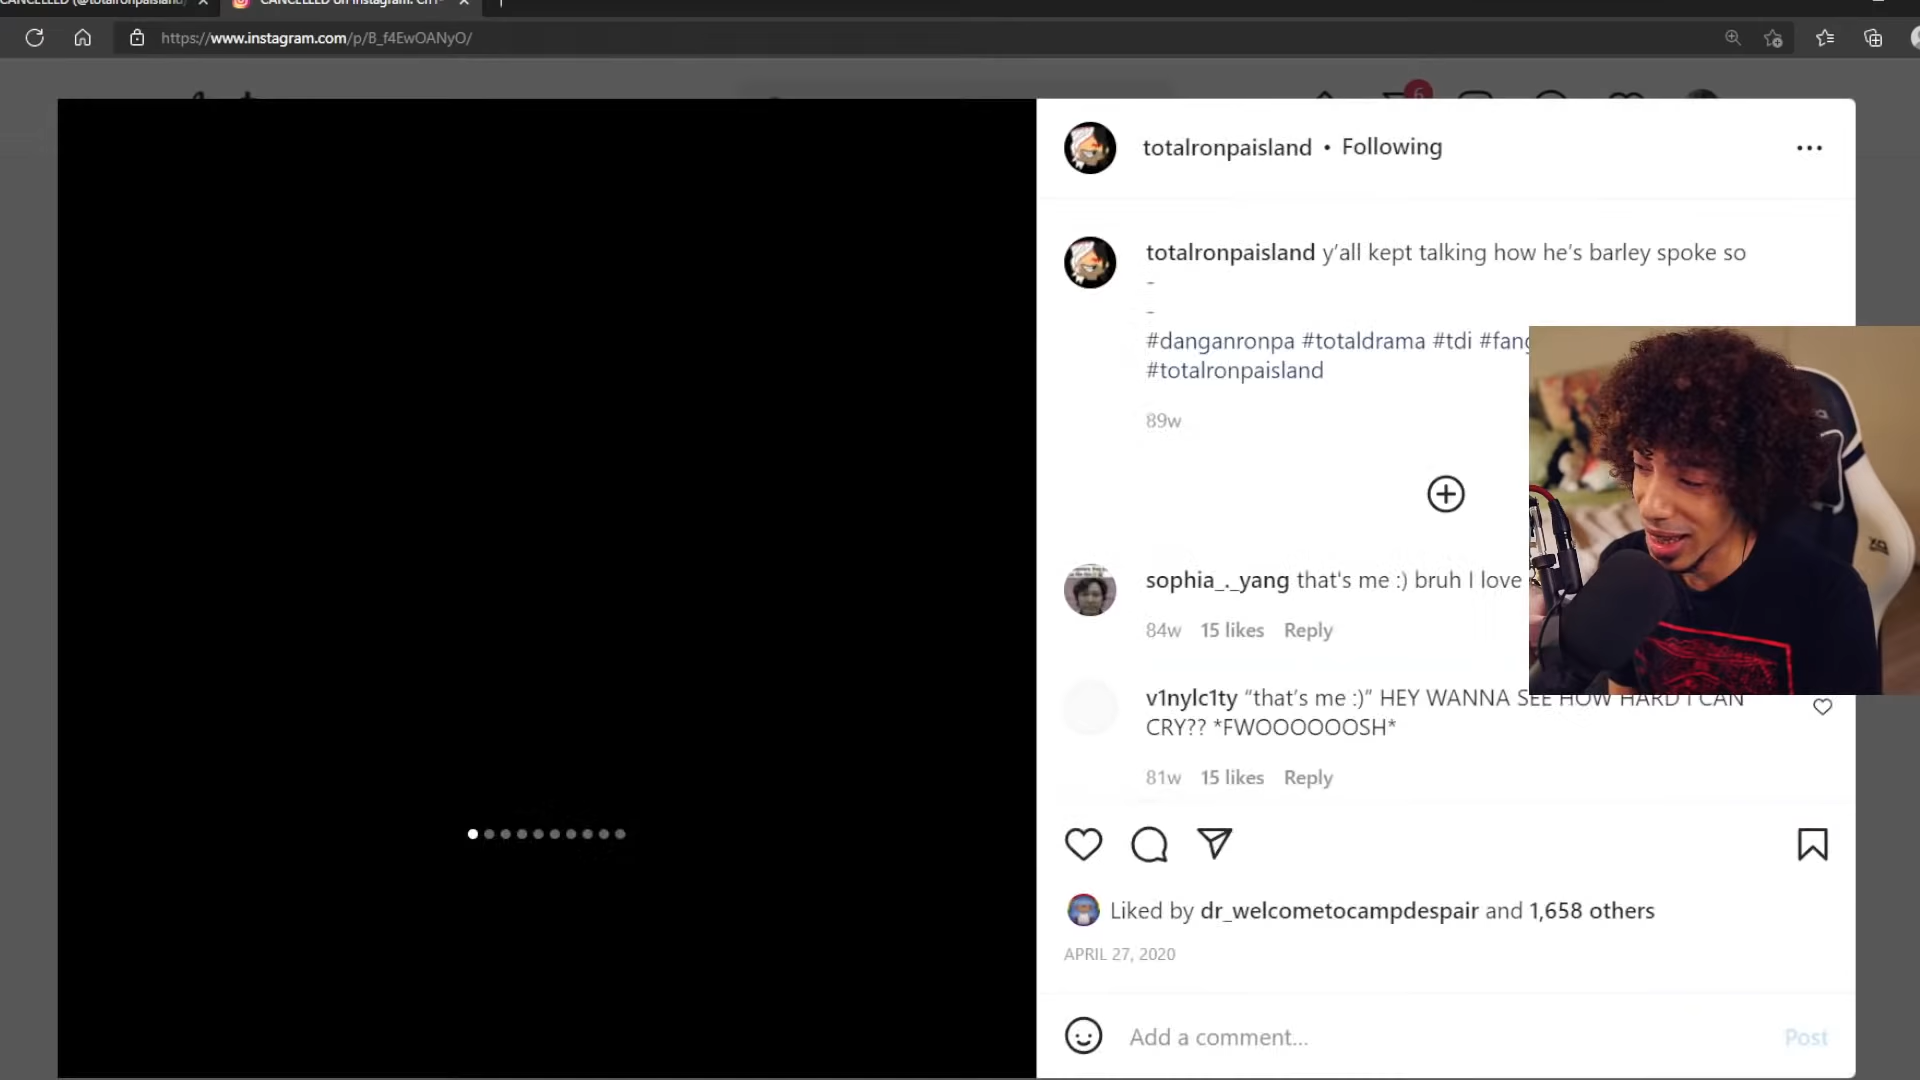 https://www.instagram.com/p/B_f4EwOANyO/
6
totalronpaisland • Following
totalronpaisland y'all kept talking how he's barley spoke so
-
-
#danganronpa #totaldrama #tdi
#totalronpaisland
89w
sophia_._yang that's me :) bruh I love
84w 15 likes Reply
v1nylc1ty “that’s me :)” HEY WANNA SEE HOW HARD I CAN
CRY?? *FWOOOOOOSH*
81w 15 likes Reply
Liked by dr_welcometocampdespair and 1,658 others
APRIL 27, 2020
Add a comment...
Post